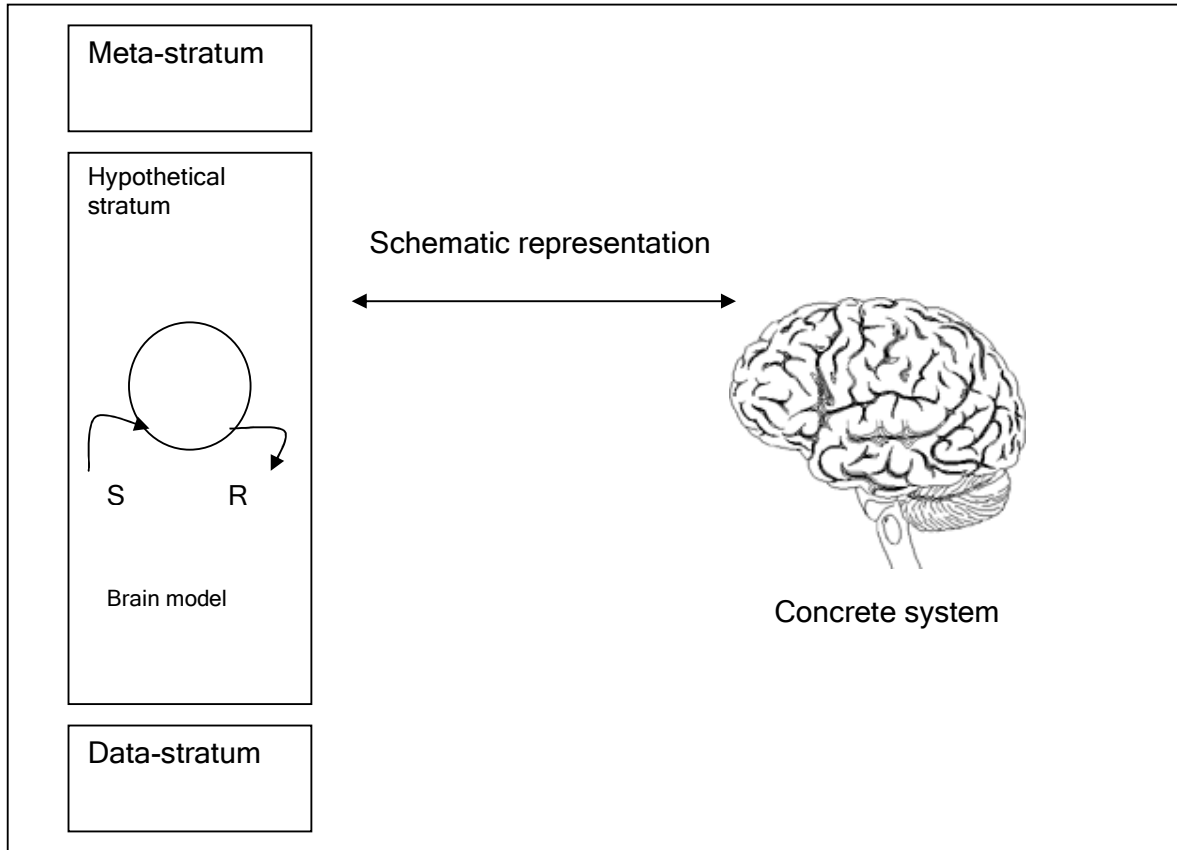 Meta-stratum
Hypothetical
stratum
Schematic representation
S R
Brain model
Concrete system
Data-stratum